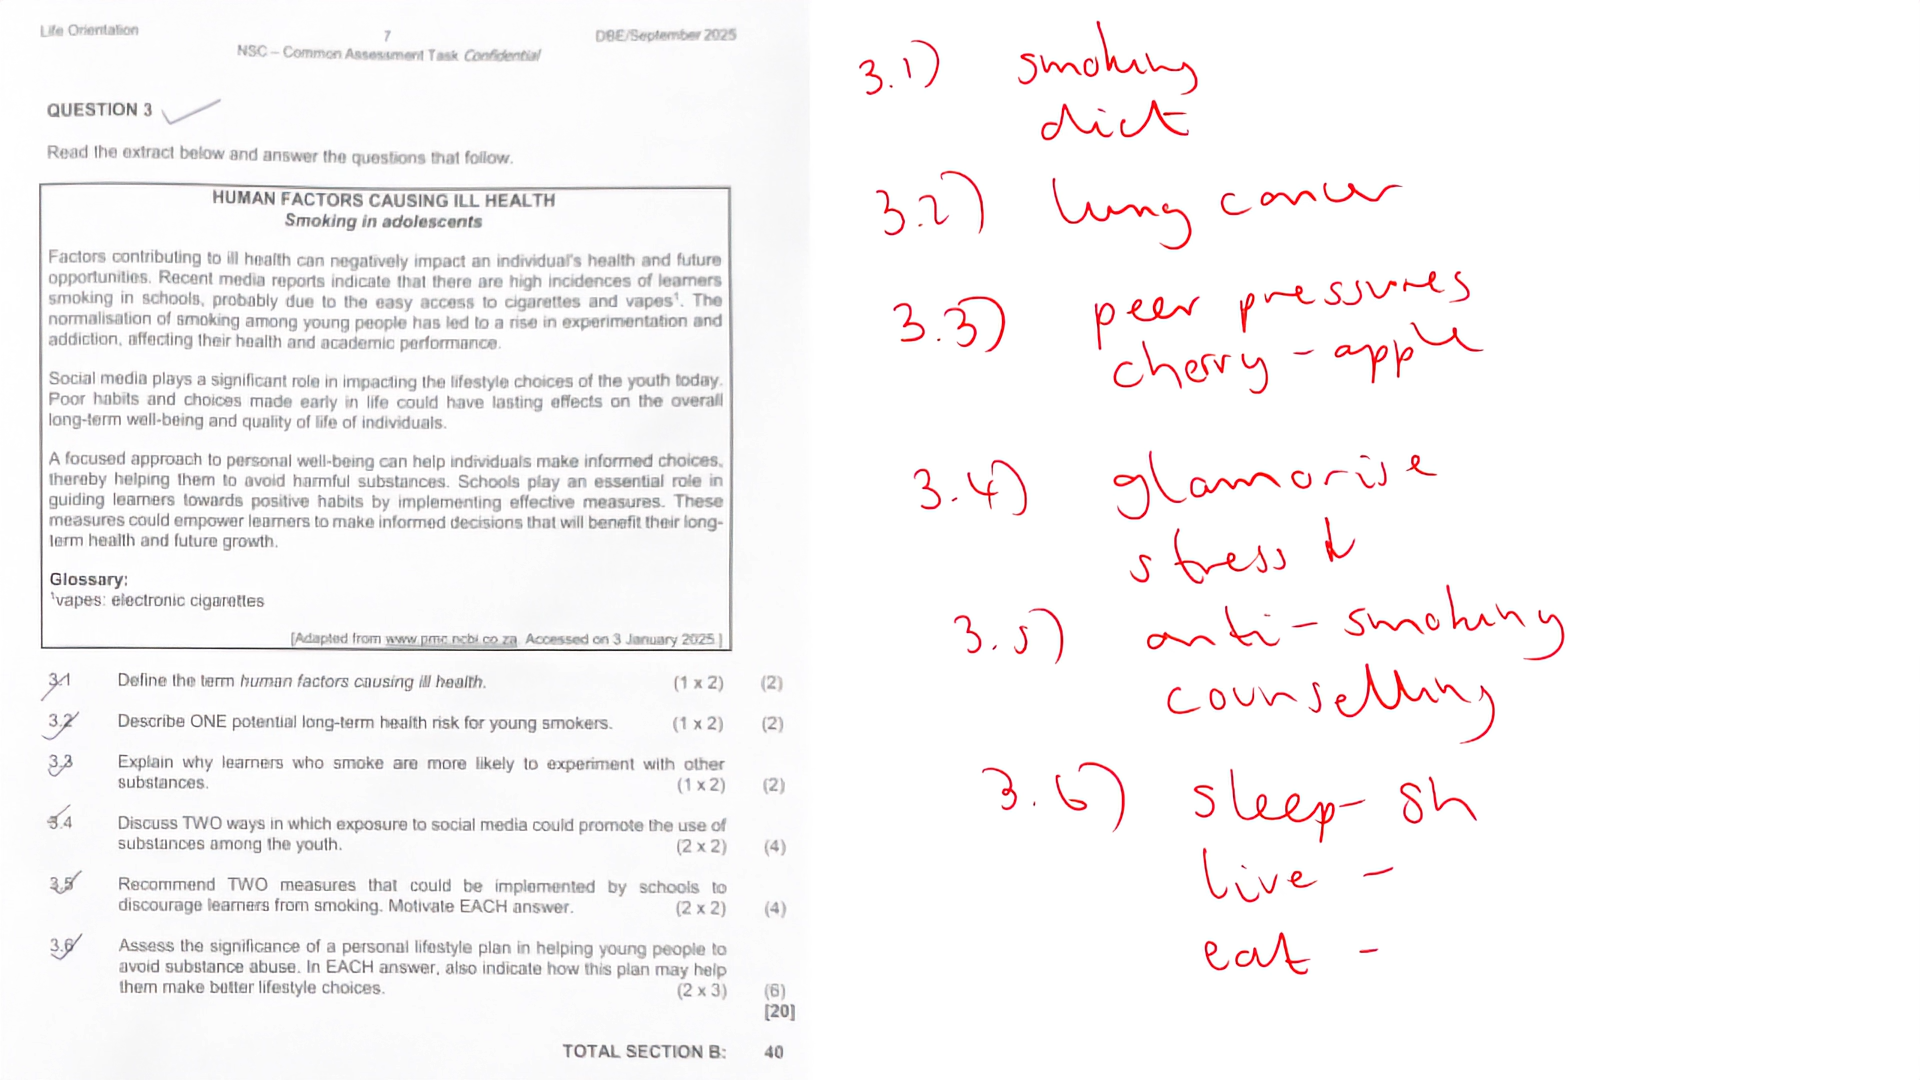 Life Orientation
7
DBE/September 2025
NSC – Common Assessment Task Confidential
QUESTION 3
Read the extract below and answer the questions that follow.
HUMAN FACTORS CAUSING ILL HEALTH
Smoking in adolescents
Factors contributing to ill health can negatively impact an individual's health and future
opportunities. Recent media reports indicate that there are high incidences of learners
smoking in schools, probably due to the easy access to cigarettes and vapes¹. The
normalisation of smoking among young people has led to a rise in experimentation and
addiction, affecting their health and academic performance.
Social media plays a significant role in impacting the lifestyle choices of the youth today.
Poor habits and choices made early in life could have lasting effects on the overall
long-term well-being and quality of life of individuals.
A focused approach to personal well-being can help individuals make informed choices,
thereby helping them to avoid harmful substances. Schools play an essential role in
guiding learners towards positive habits by implementing effective measures. These
measures could empower learners to make informed decisions that will benefit their long-
term health and future growth.
Glossary:
¹vapes: electronic cigarettes
[Adapted from www.pmc.ncbi.co.za. Accessed on 3 January 2025.]
3.1 Define the term human factors causing ill health. (1 x 2) (2)
3.2 Describe ONE potential long-term health risk for young smokers. (1 x 2) (2)
3.3 Explain why learners who smoke are more likely to experiment with other
substances. (1 x 2) (2)
3.4 Discuss TWO ways in which exposure to social media could promote the use of
substances among the youth. (2 x 2) (4)
3.5 Recommend TWO measures that could be implemented by schools to
discourage learners from smoking. Motivate EACH answer. (2 x 2) (4)
3.6 Assess the significance of a personal lifestyle plan in helping young people to
avoid substance abuse. In EACH answer, also indicate how this plan may help
them make better lifestyle choices. (2 x 3) (6)
[20]
TOTAL SECTION B: 40
3.1) smoking
diet
3.2) lung cancer
3.3) peer pressures
cherry - apple
3.4) glamorise
stress ↓
3.5) anti - smoking
counselling
3.6) sleep - 8h
live -
eat -